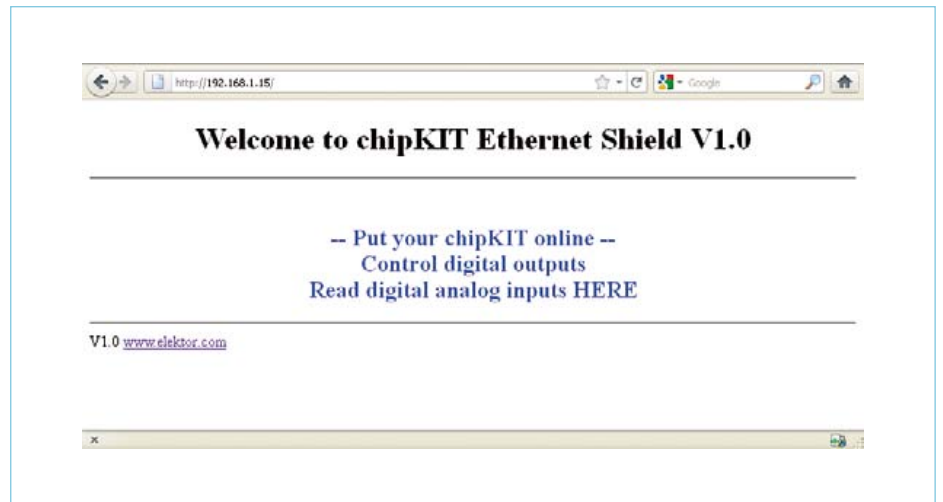 http://192.168.1.15/
Google
Welcome to chipKIT Ethernet Shield V1.0
-- Put your chipKIT online --
Control digital outputs
Read digital analog inputs HERE
V1.0 www.elektor.com
x